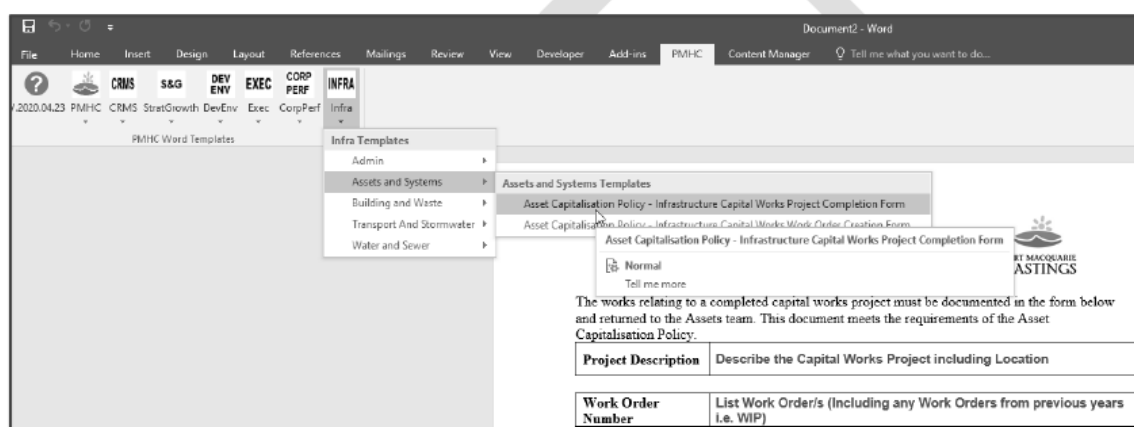 Document2 - Word
File Home Insert Design Layout References Mailings Review View Developer Add-ins PMHC Content Manager Tell me what you want to do...
? CRMS S&G DEV ENV EXEC CORP PERF INFRA
.2020.04.23 PMHC CRMS StratGrowth DevEnv Exec CorpPerf Infra
PMHC Word Templates
Infra Templates
Admin
Assets and Systems
Building and Waste
Transport And Stormwater
Water and Sewer
Assets and Systems Templates
Asset Capitalisation Policy - Infrastructure Capital Works Project Completion Form
Asset Capitalisation Policy - Infrastructure Capital Works Work Order Creation Form
Asset Capitalisation Policy - Infrastructure Capital Works Project Completion Form
Normal
Tell me more
RT MACQUARIE
ASTINGS
The works relating to a completed capital works project must be documented in the form below
and returned to the Assets team. This document meets the requirements of the Asset
Capitalisation Policy.
Project Description Describe the Capital Works Project including Location
Work Order Number List Work Order/s (Including any Work Orders from previous years
i.e. WIP)